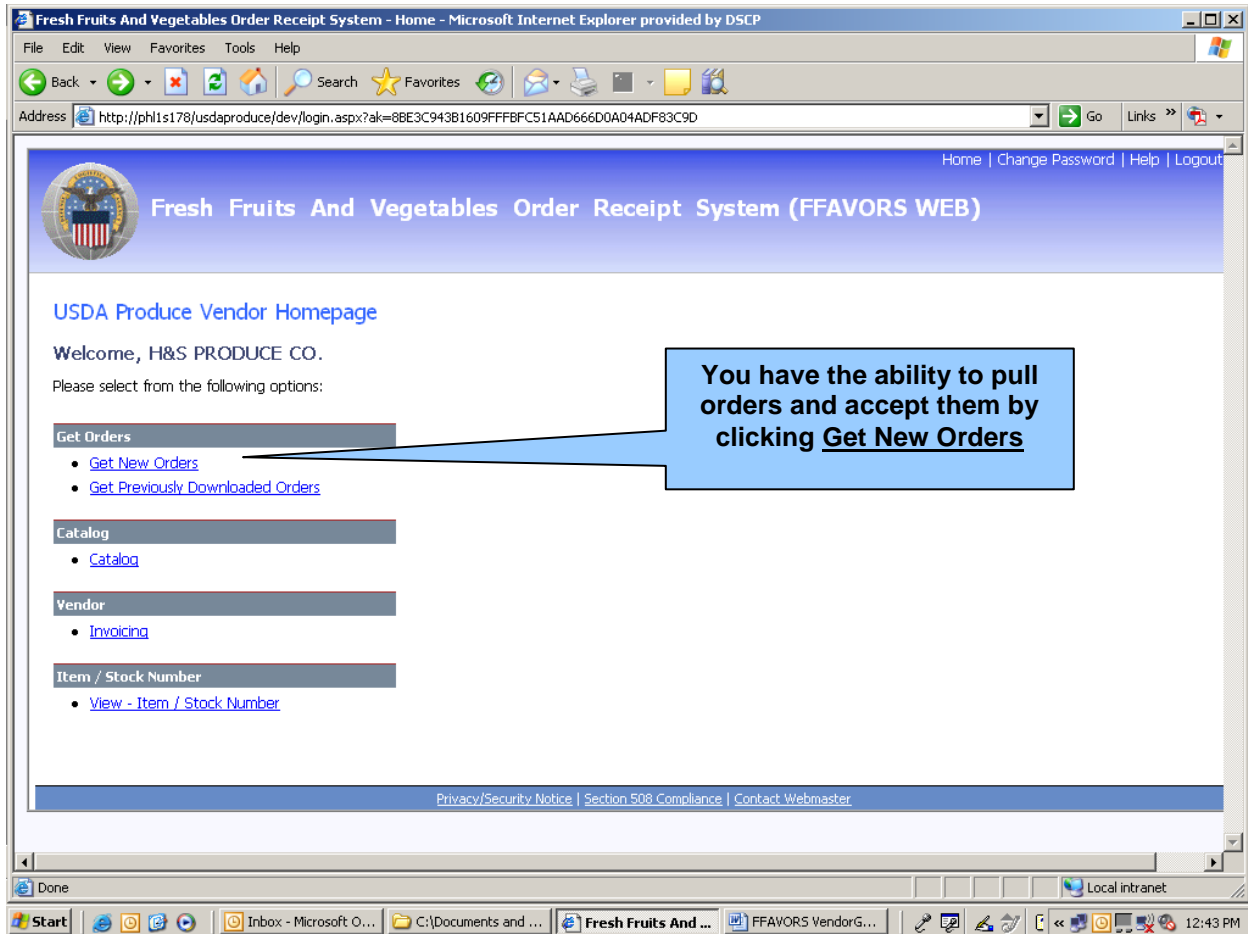 Fresh Fruits And Vegetables Order Receipt System - Home - Microsoft Internet Explorer provided by DSCP
File Edit View Favorites Tools Help
Back Search Favorites
Address http://phl1s178/usdaproduce/dev/login.aspx?ak=8BE3C943B1609FFFBFC51AAD666D0A04ADF83C9D Go Links »
Home | Change Password | Help | Logout
Fresh Fruits And Vegetables Order Receipt System (FFAVORS WEB)
USDA Produce Vendor Homepage
Welcome, H&S PRODUCE CO.
Please select from the following options:
Get Orders
• Get New Orders
• Get Previously Downloaded Orders
You have the ability to pull
orders and accept them by
clicking Get New Orders
Catalog
• Catalog
Vendor
• Invoicing
Item / Stock Number
• View - Item / Stock Number
Privacy/Security Notice | Section 508 Compliance | Contact Webmaster
Done Local intranet
Start Inbox - Microsoft O... C:\Documents and ... Fresh Fruits And ... FFAVORS VendorG... « 12:43 PM